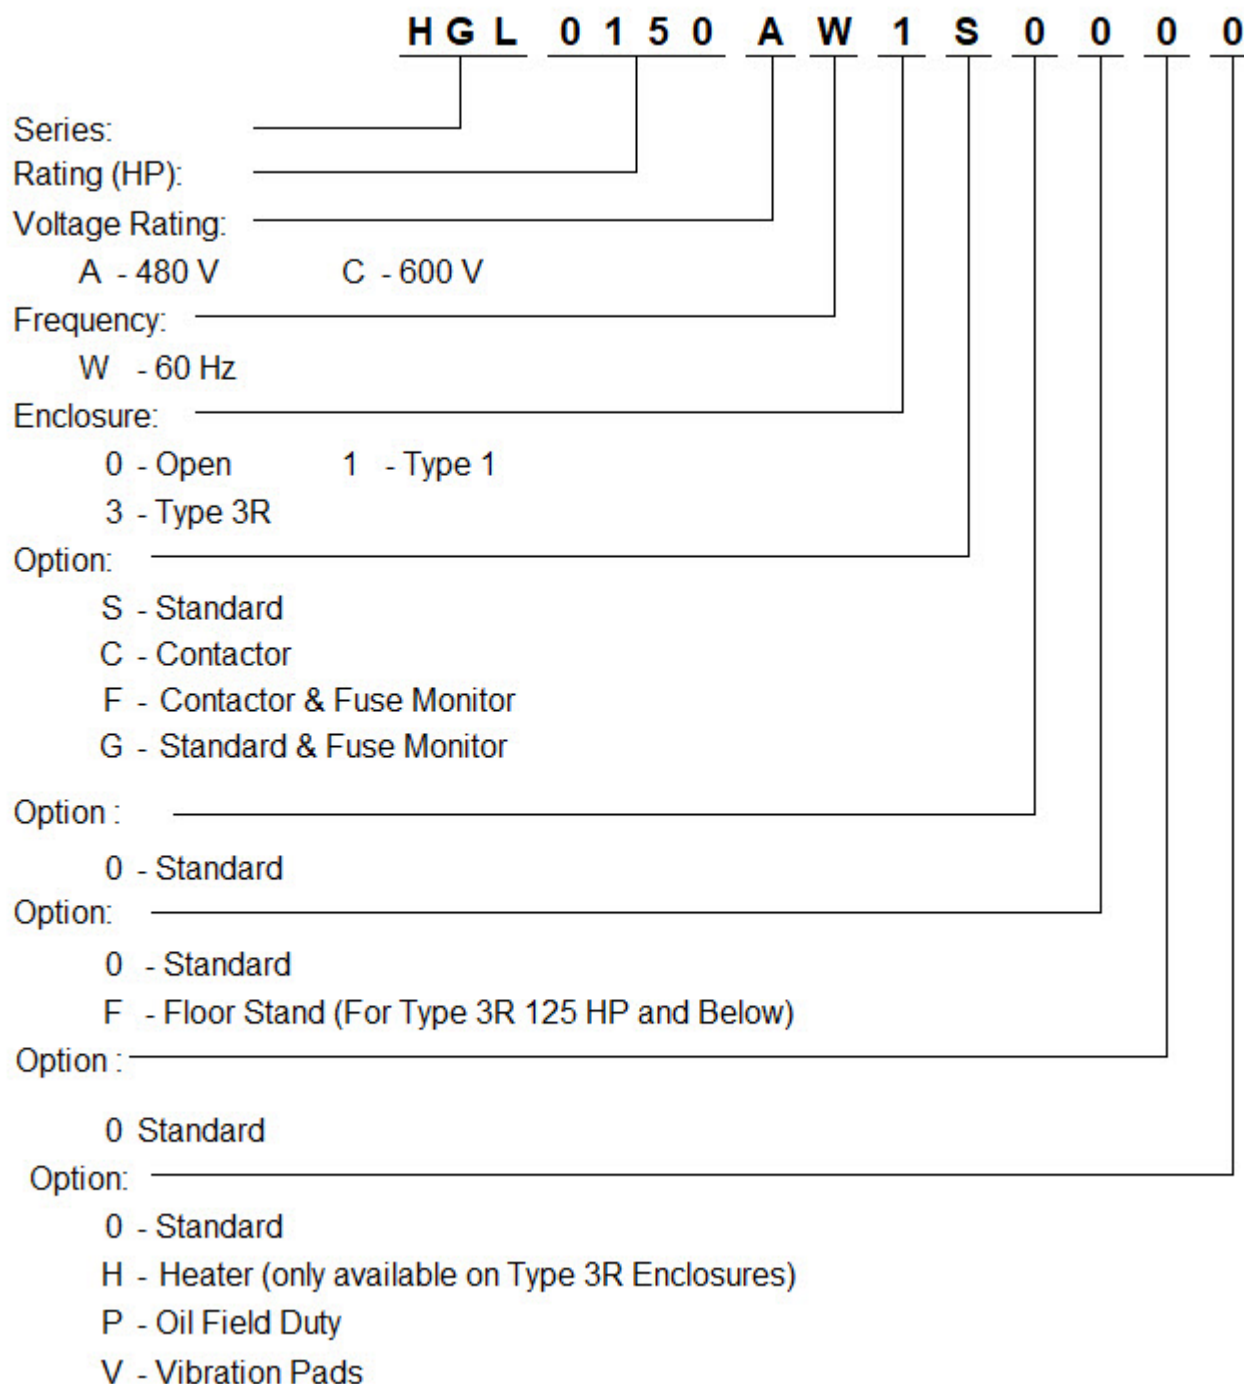 HGL 0150 A W 1 S 0 0 0 0
Series:
Rating (HP):
Voltage Rating:
A - 480 V C - 600 V
Frequency:
W - 60 Hz
Enclosure:
0 - Open 1 - Type 1
3 - Type 3R
Option:
S - Standard
C - Contactor
F - Contactor & Fuse Monitor
G - Standard & Fuse Monitor
Option :
0 - Standard
Option:
0 - Standard
F - Floor Stand (For Type 3R 125 HP and Below)
Option :
0 Standard
Option:
0 - Standard
H - Heater (only available on Type 3R Enclosures)
P - Oil Field Duty
V - Vibration Pads